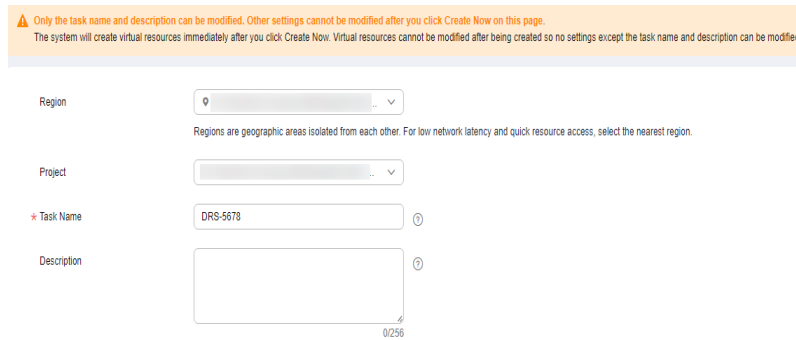 Only the task name and description can be modified. Other settings cannot be modified after you click Create Now on this page.
The system will create virtual resources immediately after you click Create Now. Virtual resources cannot be modified after being created so no settings except the task name and description can be modified
Region
..
Regions are geographic areas isolated from each other. For low network latency and quick resource access, select the nearest region.
Project
..
* Task Name
DRS-5678
?
Description
?
0/256